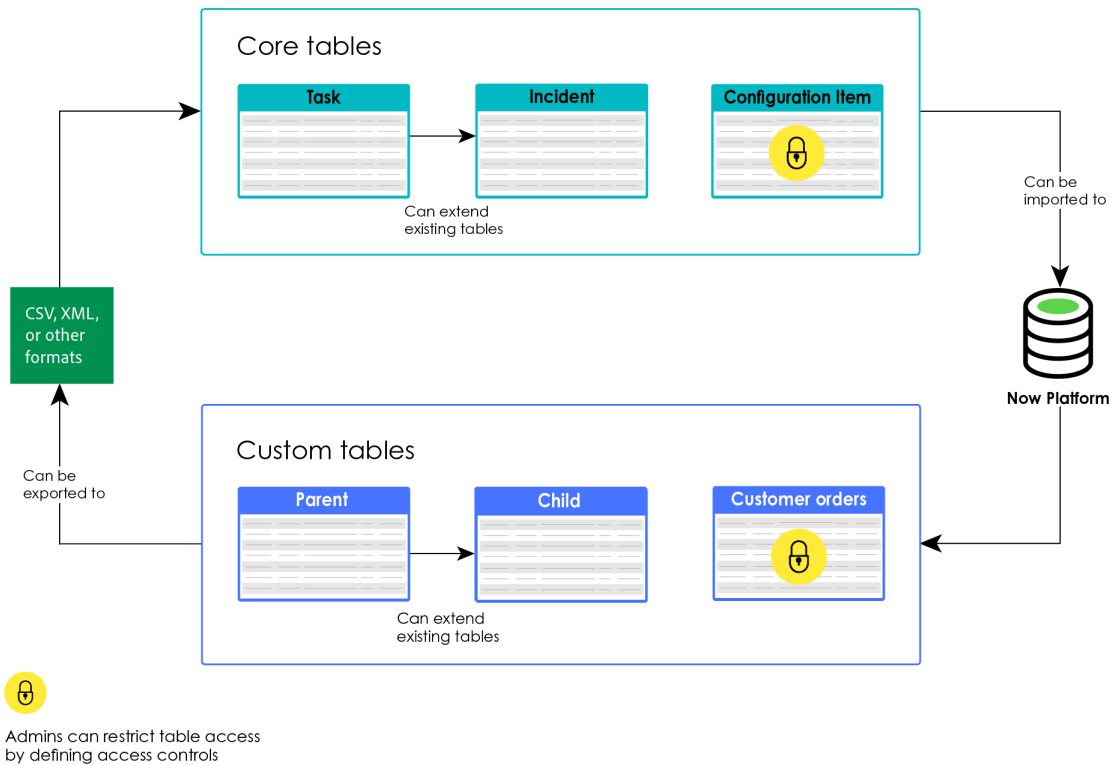 Core tables
Task
Incident
Configuration Item
Can extend
existing tables
Can be
imported to
CSV, XML,
or other
formats
Now Platform
Can be
exported to
Custom tables
Parent
Child
Customer orders
Can extend
existing tables
Admins can restrict table access
by defining access controls